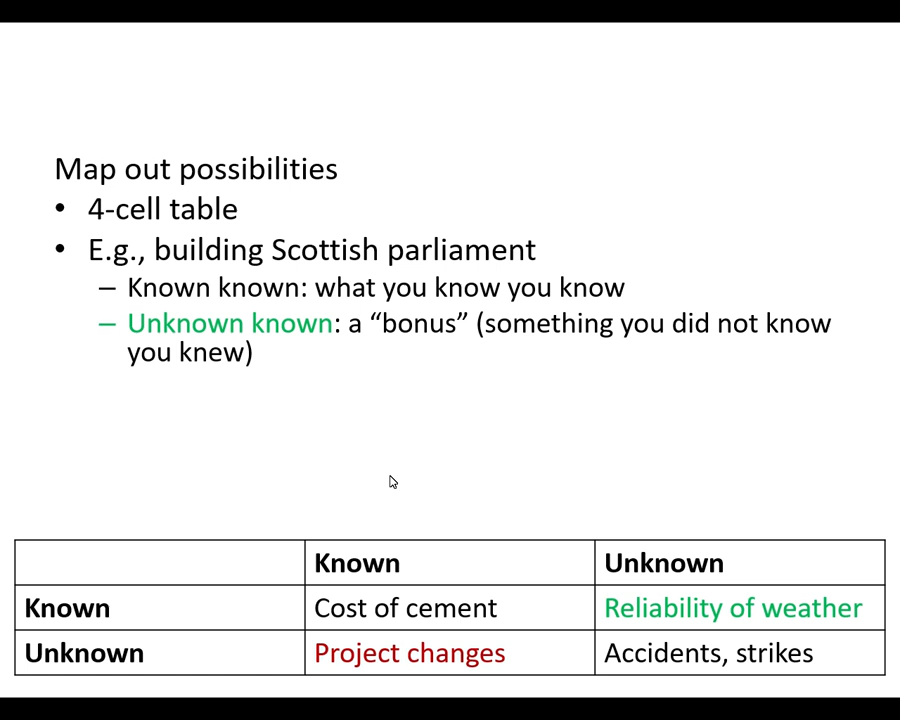 Map out possibilities
• 4-cell table
• E.g., building Scottish parliament
– Known known: what you know you know
– Unknown known: a “bonus” (something you did not know
you knew)
Known Unknown
Known Cost of cement Reliability of weather
Unknown Project changes Accidents, strikes